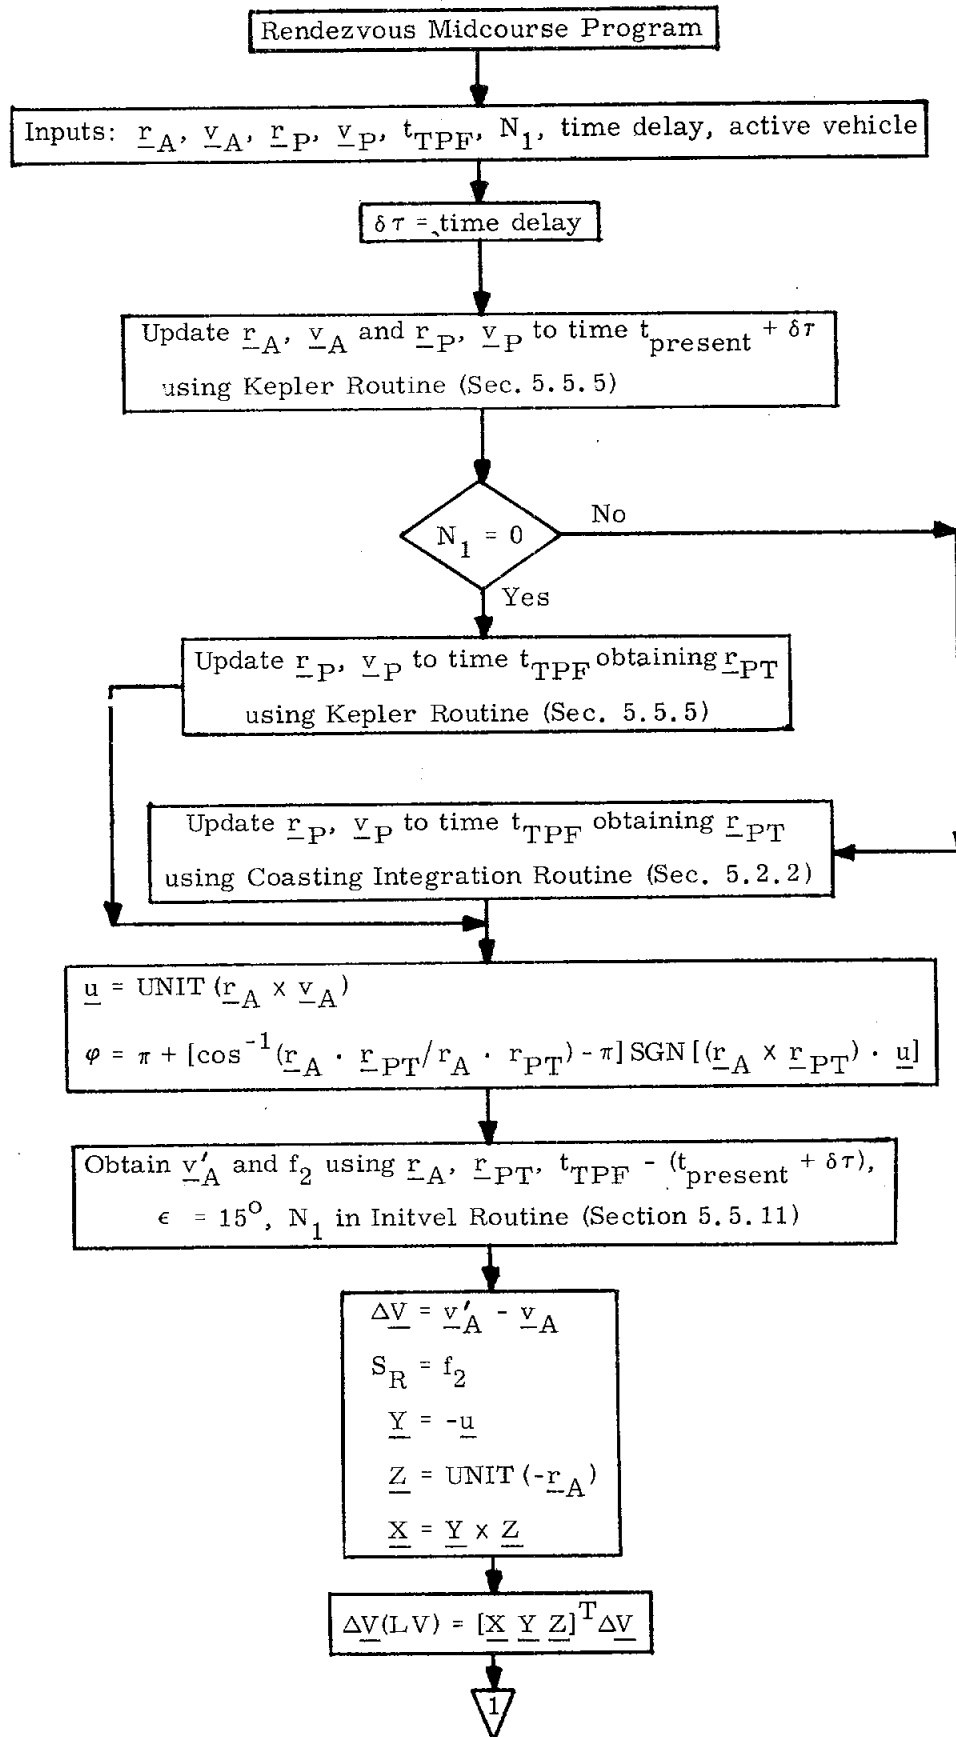 Rendezvous Midcourse Program
Inputs: r_A, v_A, r_P, v_P, t_TPF, N_1, time delay, active vehicle
δτ = time delay
Update r_A, v_A and r_P, v_P to time t_present + δτ
using Kepler Routine (Sec. 5.5.5)
N_1 = 0
No
Yes
Update r_P, v_P to time t_TPF obtaining r_PT
using Kepler Routine (Sec. 5.5.5)
Update r_P, v_P to time t_TPF obtaining r_PT
using Coasting Integration Routine (Sec. 5.2.2)
u = UNIT (r_A x v_A)
φ = π + [cos^-1 (r_A · r_PT / r_A · r_PT) - π] SGN [(r_A x r_PT) · u]
Obtain v'_A and f_2 using r_A, r_PT, t_TPF - (t_present + δτ),
ϵ = 15°, N_1 in Initvel Routine (Section 5.5.11)
ΔV = v'_A - v_A
S_R = f_2
Y = -u
Z = UNIT (-r_A)
X = Y x Z
ΔV(LV) = [X Y Z]^T ΔV
1